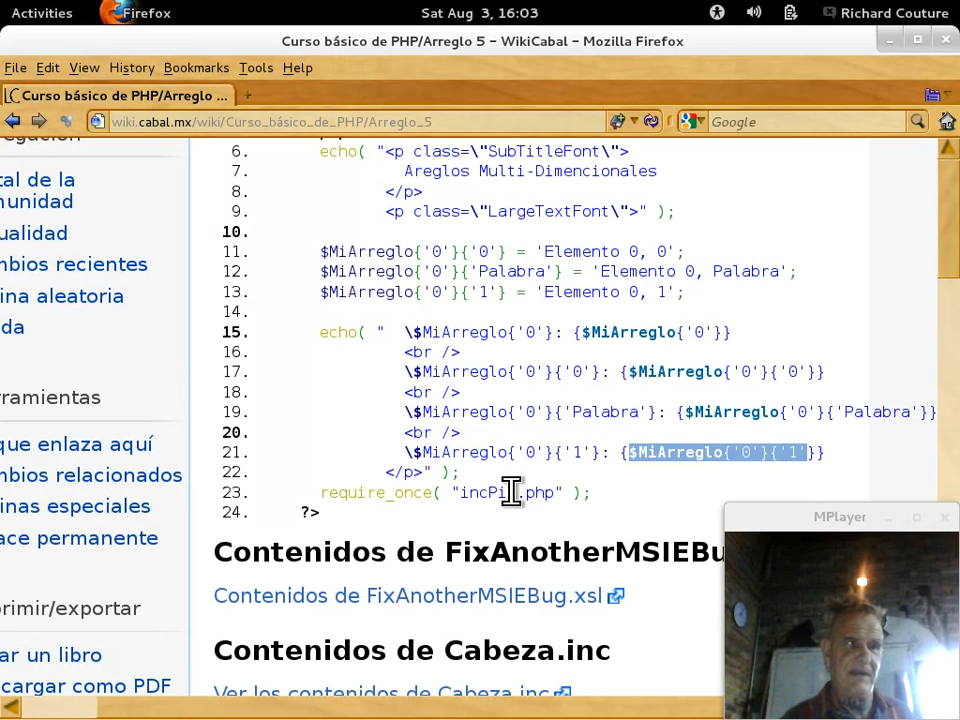 Activities Firefox Sat Aug 3, 16:03 Richard Couture
Curso básico de PHP/Arreglo 5 – WikiCabal – Mozilla Firefox
File Edit View History Bookmarks Tools Help
Curso básico de PHP/Arreglo ...
wiki.cabal.mx/wiki/Curso_básico_de_PHP/Arreglo_5 Google
tal de la
munidad
ualidad
mbios recientes
ina aleatoria
da
rramientas
que enlaza aquí
mbios relacionados
inas especiales
ace permanente
rimir/exportar
ar un libro
cargar como PDF
6. echo( "<p class=\"SubTitleFont\">
7. Areglos Multi-Dimencionales
8. </p>
9. <p class=\"LargeTextFont\">" );
10.
11. $MiArreglo{'0'}{'0'} = 'Elemento 0, 0';
12. $MiArreglo{'0'}{'Palabra'} = 'Elemento 0, Palabra';
13. $MiArreglo{'0'}{'1'} = 'Elemento 0, 1';
14.
15. echo( " \$MiArreglo{'0'}: {$MiArreglo{'0'}}
16. <br />
17. \$MiArreglo{'0'}{'0'}: {$MiArreglo{'0'}{'0'}}
18. <br />
19. \$MiArreglo{'0'}{'Palabra'}: {$MiArreglo{'0'}{'Palabra'}}
20. <br />
21. \$MiArreglo{'0'}{'1'}: {$MiArreglo{'0'}{'1'}}
22. </p>" );
23. require_once( "incPie.php" );
24. ?>
Contenidos de FixAnotherMSIEBu
Contenidos de FixAnotherMSIEBug.xsl
Contenidos de Cabeza.inc
Ver los contenidos de Cabeza.inc
MPlayer